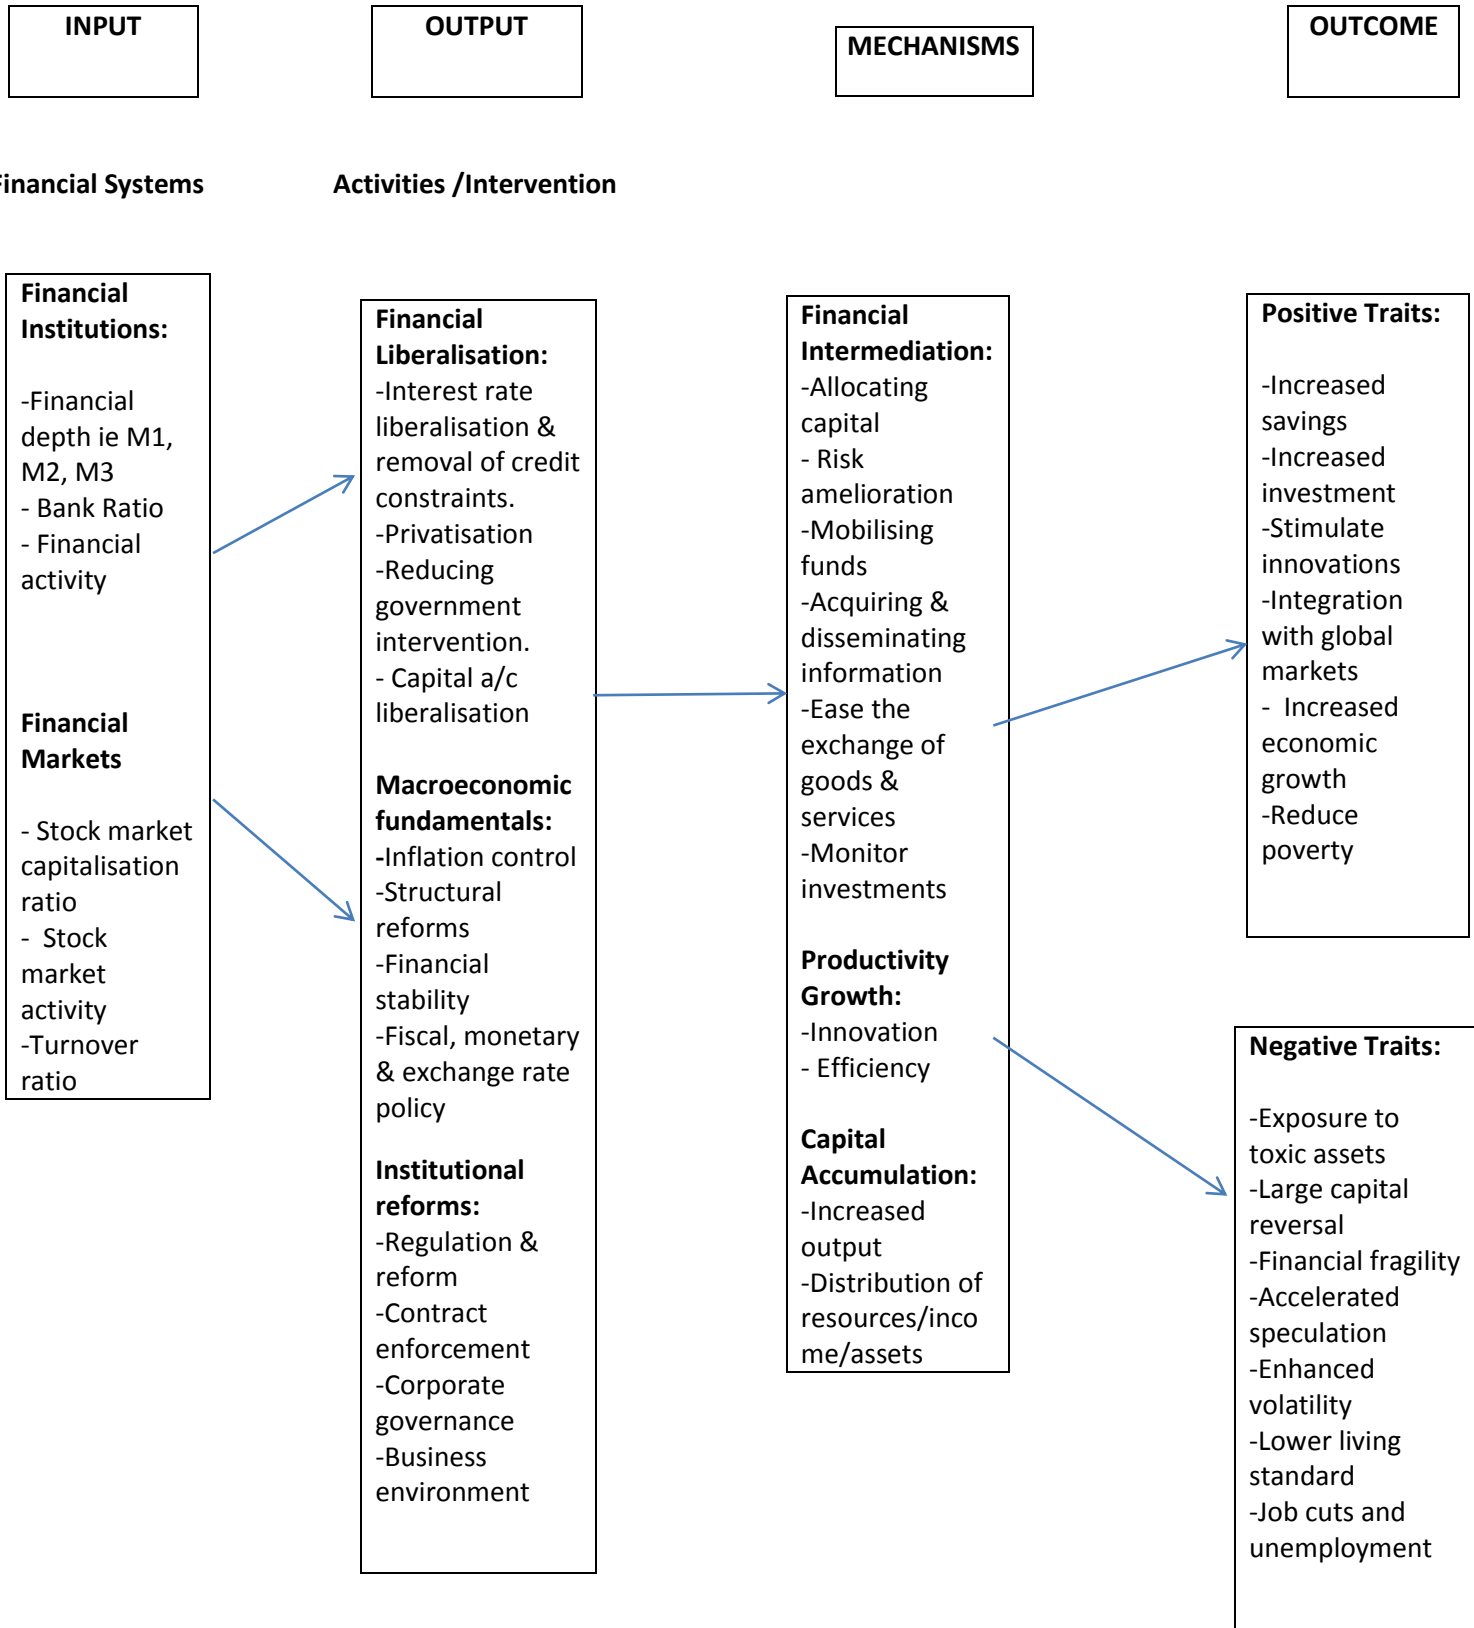 INPUT
OUTPUT
MECHANISMS
OUTCOME
Financial Systems
Activities /Intervention
Financial
Institutions:
-Financial
depth ie M1,
M2, M3
- Bank Ratio
- Financial
activity
Financial
Markets
- Stock market
capitalisation
ratio
- Stock
market
activity
-Turnover
ratio
Financial
Liberalisation:
-Interest rate
liberalisation &
removal of credit
constraints.
-Privatisation
-Reducing
government
intervention.
- Capital a/c
liberalisation
Macroeconomic
fundamentals:
-Inflation control
-Structural
reforms
-Financial
stability
-Fiscal, monetary
& exchange rate
policy
Institutional
reforms:
-Regulation &
reform
-Contract
enforcement
-Corporate
governance
-Business
environment
Financial
Intermediation:
-Allocating
capital
- Risk
amelioration
-Mobilising
funds
-Acquiring &
disseminating
information
-Ease the
exchange of
goods &
services
-Monitor
investments
Productivity
Growth:
-Innovation
- Efficiency
Capital
Accumulation:
-Increased
output
-Distribution of
resources/inco
me/assets
Positive Traits:
-Increased
savings
-Increased
investment
-Stimulate
innovations
-Integration
with global
markets
- Increased
economic
growth
-Reduce
poverty
Negative Traits:
-Exposure to
toxic assets
-Large capital
reversal
-Financial fragility
-Accelerated
speculation
-Enhanced
volatility
-Lower living
standard
-Job cuts and
unemployment